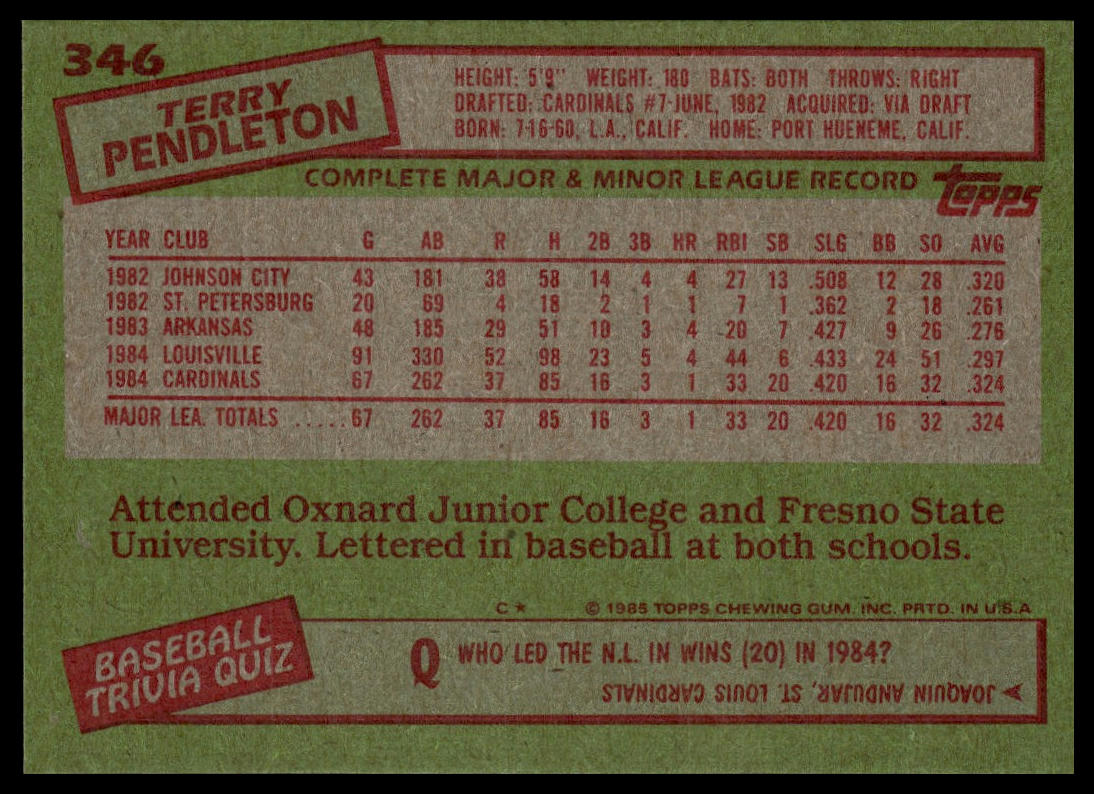 346
TERRY
PENDLETON
HEIGHT: 5'9" WEIGHT: 180 BATS: BOTH THROWS: RIGHT
DRAFTED: CARDINALS #7-JUNE, 1982 ACQUIRED: VIA DRAFT
BORN: 7-16-60, L.A., CALIF. HOME: PORT HUENEME, CALIF.
COMPLETE MAJOR & MINOR LEAGUE RECORD topps
YEAR CLUB G AB R H 2B 3B HR RBI SB SLG BB SO AVG
1982 JOHNSON CITY 43 181 38 58 14 4 4 27 13 .508 12 28 .320
1982 ST. PETERSBURG 20 69 4 18 2 1 1 7 1 .362 2 18 .261
1983 ARKANSAS 48 185 29 51 10 3 4 20 7 .427 9 26 .276
1984 LOUISVILLE 91 330 52 98 23 5 4 44 6 .433 24 51 .297
1984 CARDINALS 67 262 37 85 16 3 1 33 20 .420 16 32 .324
MAJOR LEA. TOTALS .....67 262 37 85 16 3 1 33 20 .420 16 32 .324
Attended Oxnard Junior College and Fresno State
University. Lettered in baseball at both schools.
C★ © 1985 TOPPS CHEWING GUM, INC. PRTD. IN U.S.A
BASEBALL
TRIVIA QUIZ
Q WHO LED THE N.L. IN WINS (20) IN 1984?
JOAQUIN ANDUJAR, ST. LOUIS CARDINALS